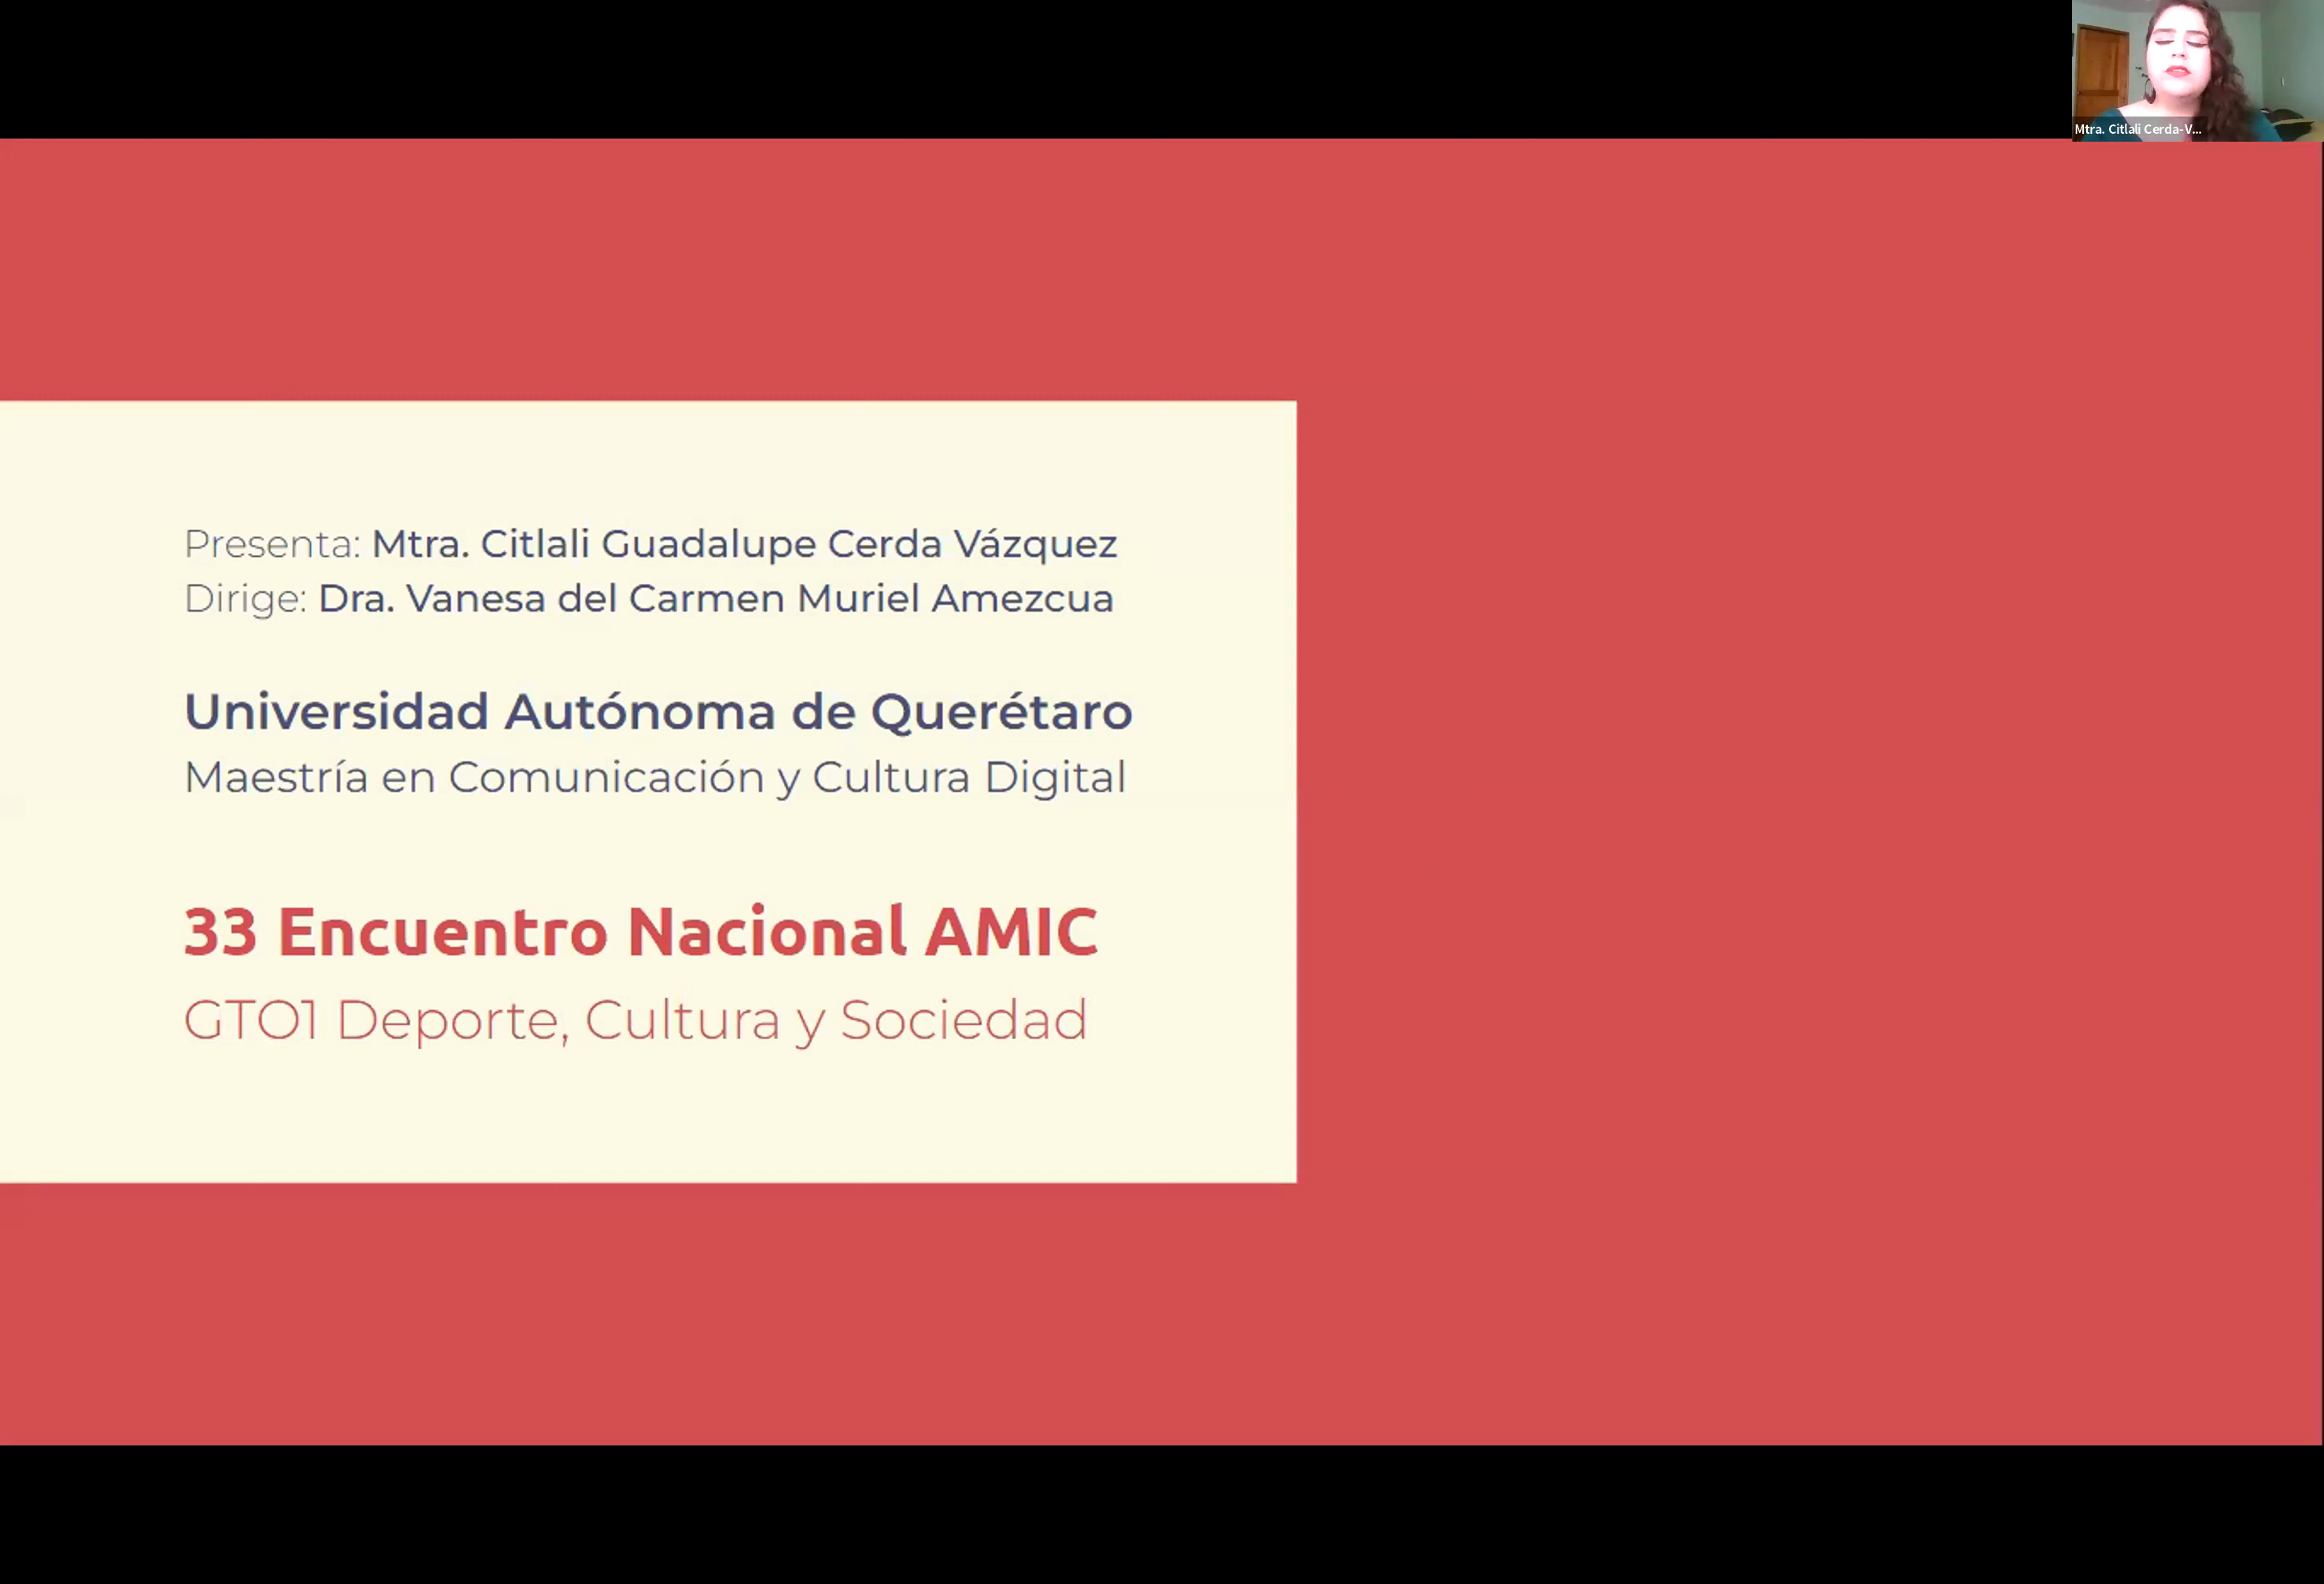 Mtra. Citlali Cerda-V...
Presenta: Mtra. Citlali Guadalupe Cerda Vázquez
Dirige: Dra. Vanesa del Carmen Muriel Amezcua
Universidad Autónoma de Querétaro
Maestría en Comunicación y Cultura Digital
33 Encuentro Nacional AMIC
GTO1 Deporte, Cultura y Sociedad